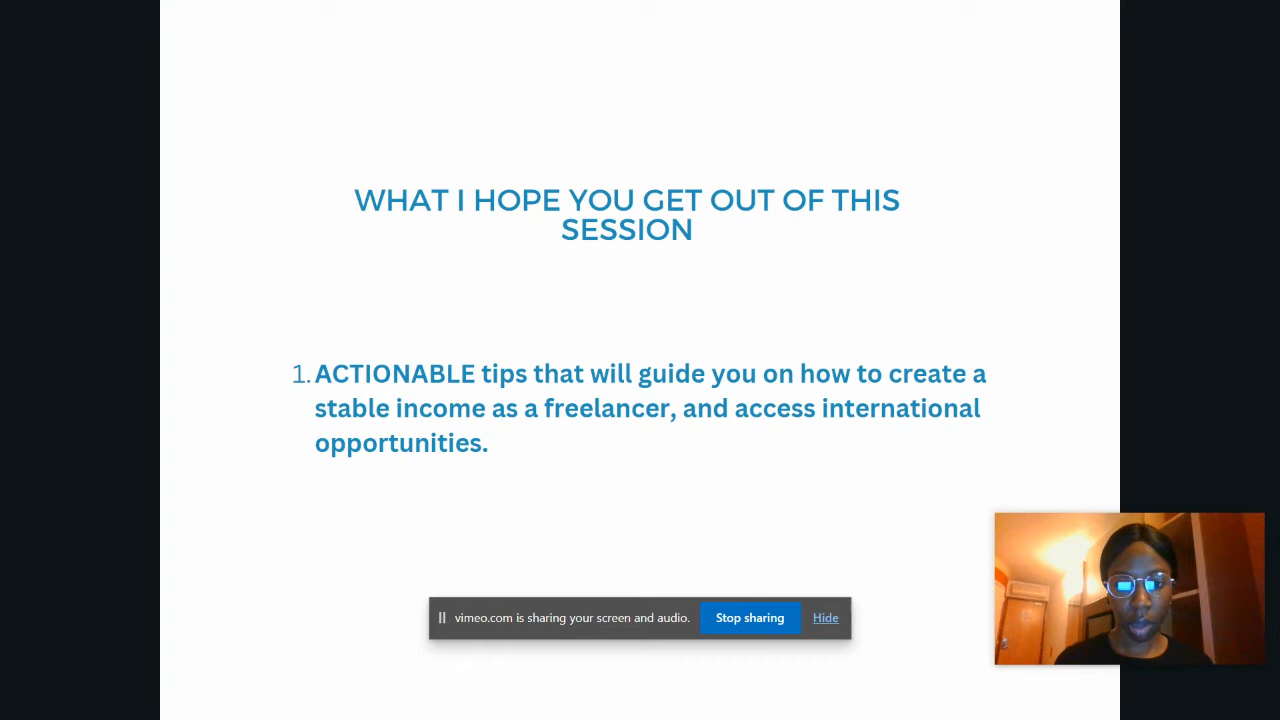 WHAT I HOPE YOU GET OUT OF THIS
SESSION
1. ACTIONABLE tips that will guide you on how to create a
stable income as a freelancer, and access international
opportunities.
vimeo.com is sharing your screen and audio. Stop sharing Hide